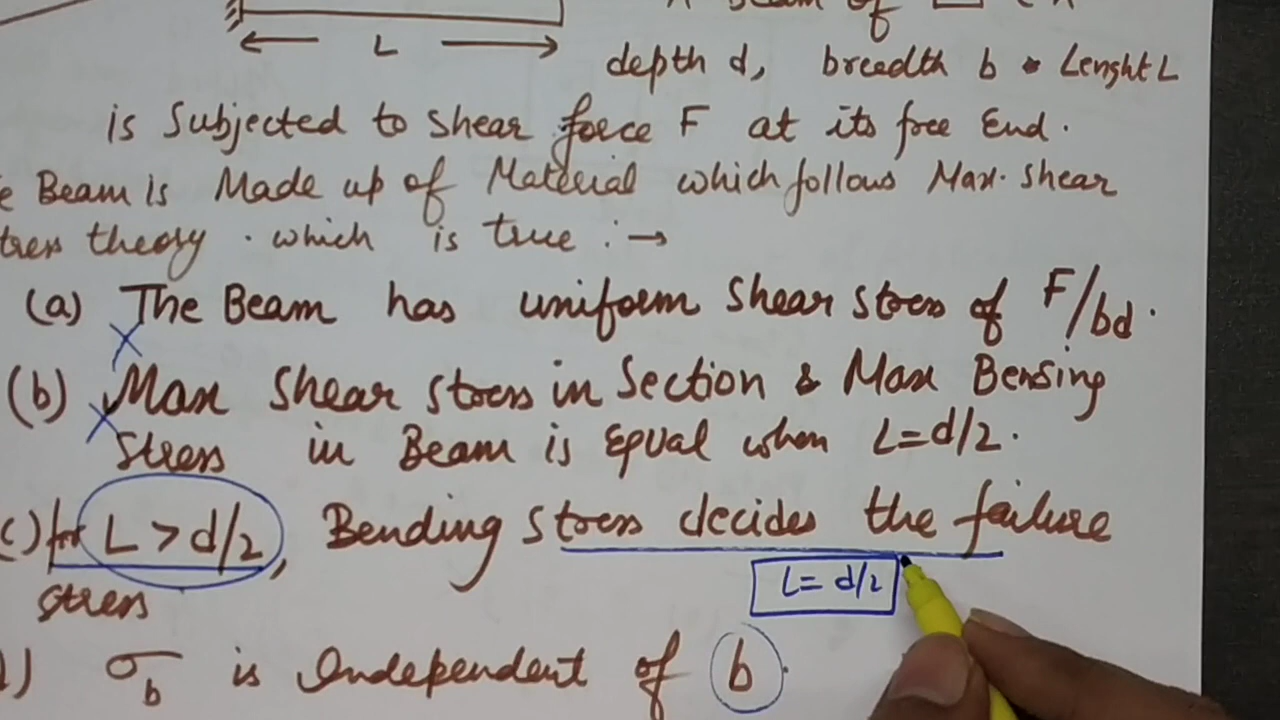 L
depth d, breedth b & Lenght L
is Subjected to Shear force F at its free End.
Beam is Made up of Material which follows Max. Shear
theory. which is true :→
(a) The Beam has uniform Shear Stress of F/bd.
(b) Max Shear Stress in Section & Max Bending
Stress in Beam is Equal when L=d/2.
c) for L > d/2, Bending Stress decides the failure
L = d/2
Stress
σb is Independent of b